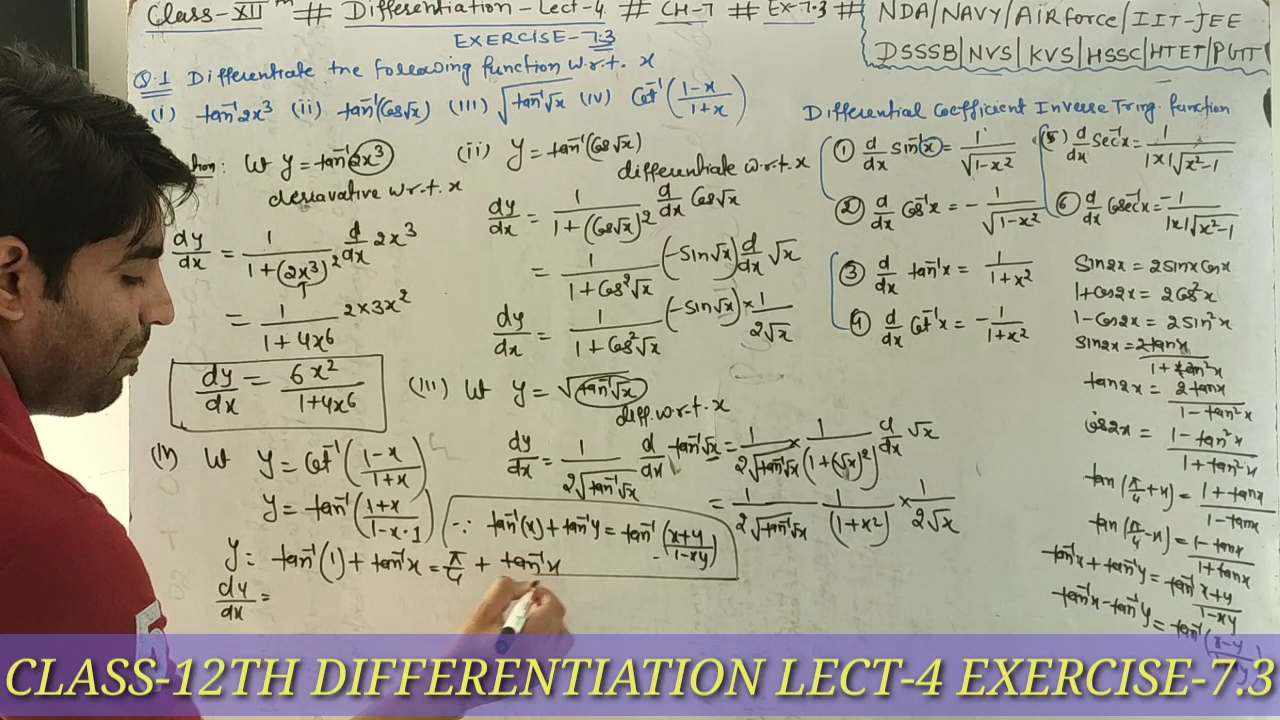 Class-XII # Differentiation-Lect-4 # CH-7 # EX-7.3 #
NDA/NAVY/AirForce/IIT-JEE
DSSSB|NVS|KVS|HSSC|HTET|PGTT
EXERCISE-7.3
Q.1 Differentiate the following function w.r.t. x
(i) tan⁻¹2x³ (ii) tan⁻¹(Cos√x) (iii) √(tan⁻¹√x) (iv) Cot⁻¹((1-x)/(1+x))
: let y = tan⁻¹2x³
deravative w.r.t. x
dy/dx = 1/(1+(2x³)²) d/dx 2x³
= 1/(1+4x⁶) 2×3x²
dy/dx = 6x²/(1+4x⁶)
(ii) y = tan⁻¹(Cos√x)
differentiate w.r.t. x
dy/dx = 1/(1+(Cos√x)²) d/dx Cos√x
= 1/(1+Cos²√x) (-Sin√x) d/dx √x
dy/dx = 1/(1+Cos²√x) (-Sin√x) × 1/(2√x)
(iii) let y = √(tan⁻¹√x)
diff. w.r.t. x
dy/dx = 1/(2√(tan⁻¹√x)) d/dx tan⁻¹√x = 1/(2√(tan⁻¹√x)) × 1/(1+(√x)²) d/dx √x
= 1/(2√(tan⁻¹√x)) 1/(1+x²) × 1/(2√x)
(iv) let y = Cot⁻¹((1-x)/(1+x))
y = tan⁻¹((1+x)/(1-x·1))
∵ tan⁻¹(x) + tan⁻¹y = tan⁻¹((x+y)/(1-xy))
y = tan⁻¹(1) + tan⁻¹x = π/4 + tan⁻¹x
dy/dx =
Differential Coefficient Inverse Tring. function
① d/dx sin⁻¹x = 1/√(1-x²)
② d/dx Cos⁻¹x = -1/√(1-x²)
③ d/dx tan⁻¹x = 1/(1+x²)
④ d/dx Cot⁻¹x = -1/(1+x²)
⑤ d/dx Sec⁻¹x = 1/(|x|√(x²-1))
⑥ d/dx Cosec⁻¹x = -1/(|x|√(x²-1))
Sin2x = 2sinx Cosx
1+cos2x = 2Cos²x
1-Cos2x = 2sin²x
Sin2x = 2tanx/(1+tan²x)
tan2x = 2tanx/(1-tan²x)
Cos2x = (1-tan²x)/(1+tan²x)
tan(π/4+x) = (1+tanx)/(1-tanx)
tan(π/4-x) = (1-tanx)/(1+tanx)
tan⁻¹x + tan⁻¹y = tan⁻¹ (x+y)/(1-xy)
tan⁻¹x - tan⁻¹y = tan⁻¹(x-y
CLASS-12TH DIFFERENTIATION LECT-4 EXERCISE-7.3